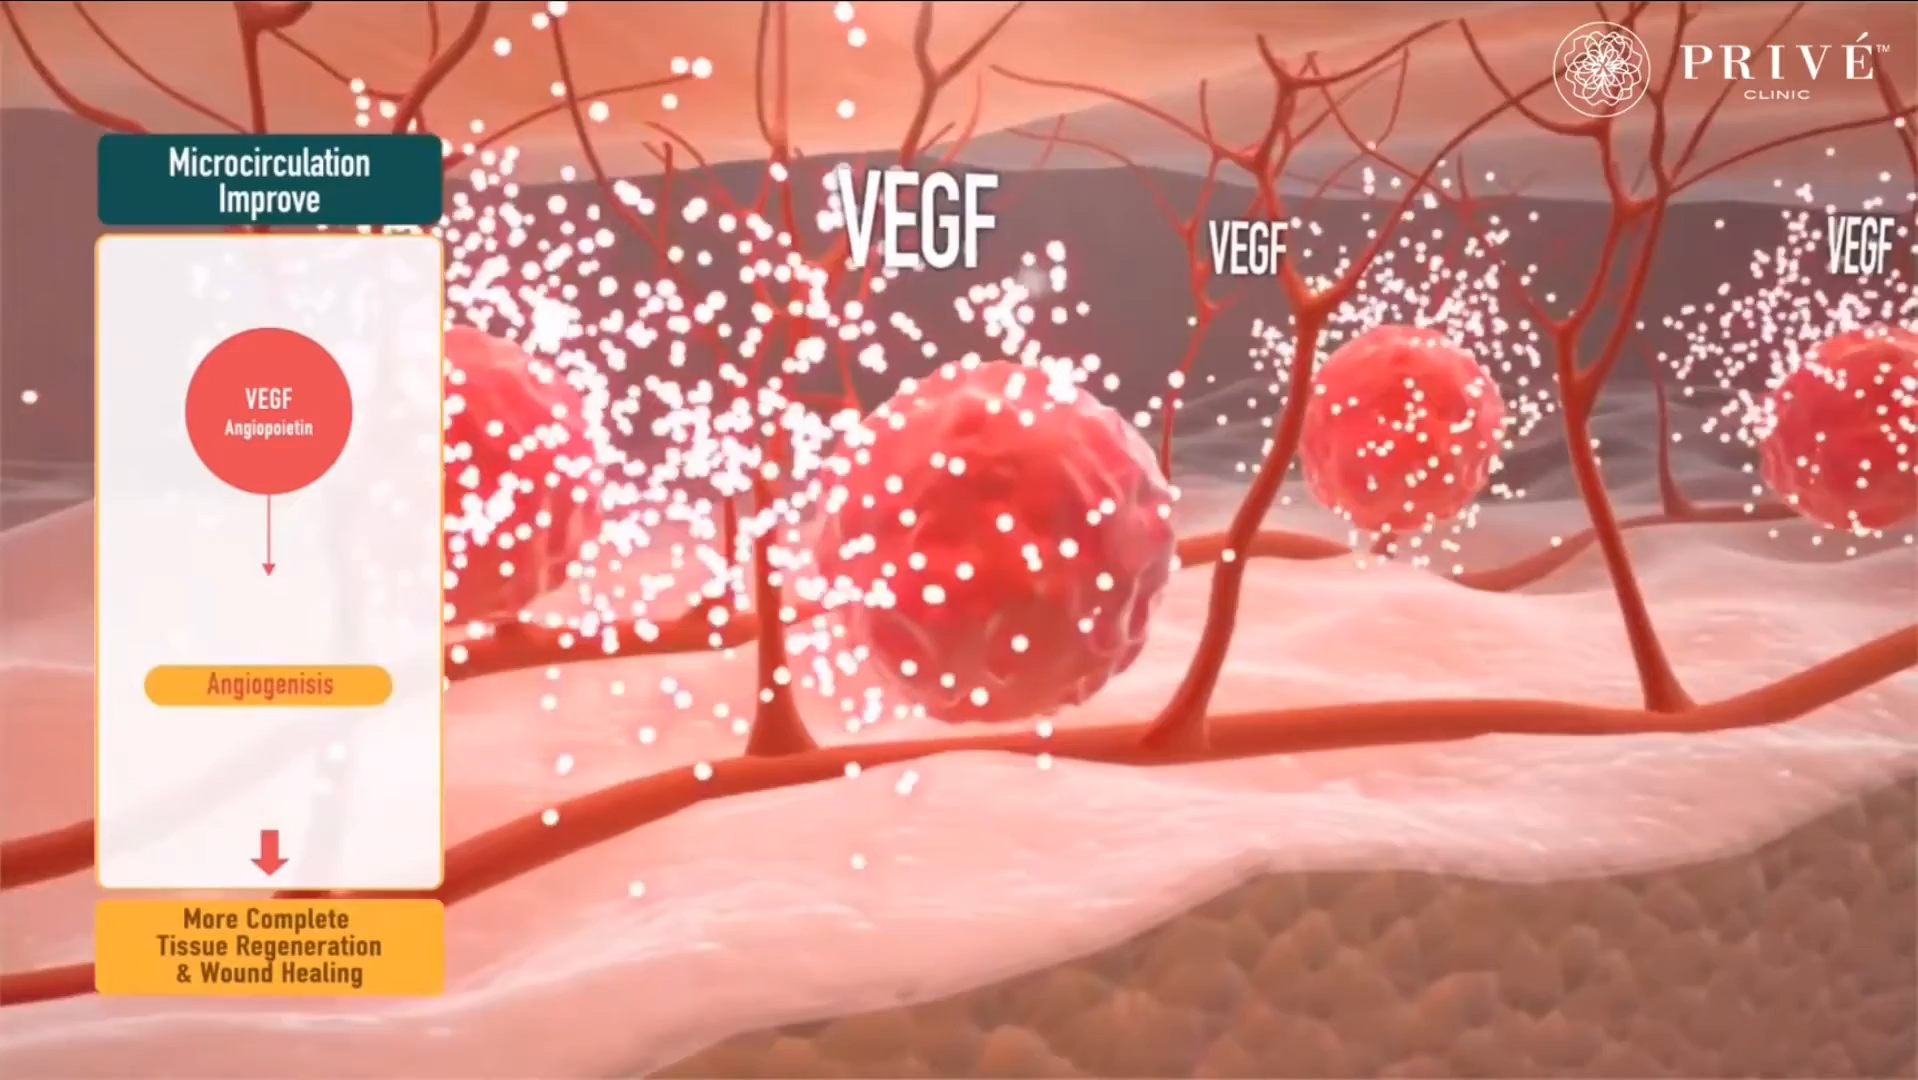 PRIVÉ™
CLINIC
Microcirculation
Improve
VEGF
VEGF
VEGF
VEGF
Angiopoietin
Angiogenisis
More Complete
Tissue Regeneration
& Wound Healing